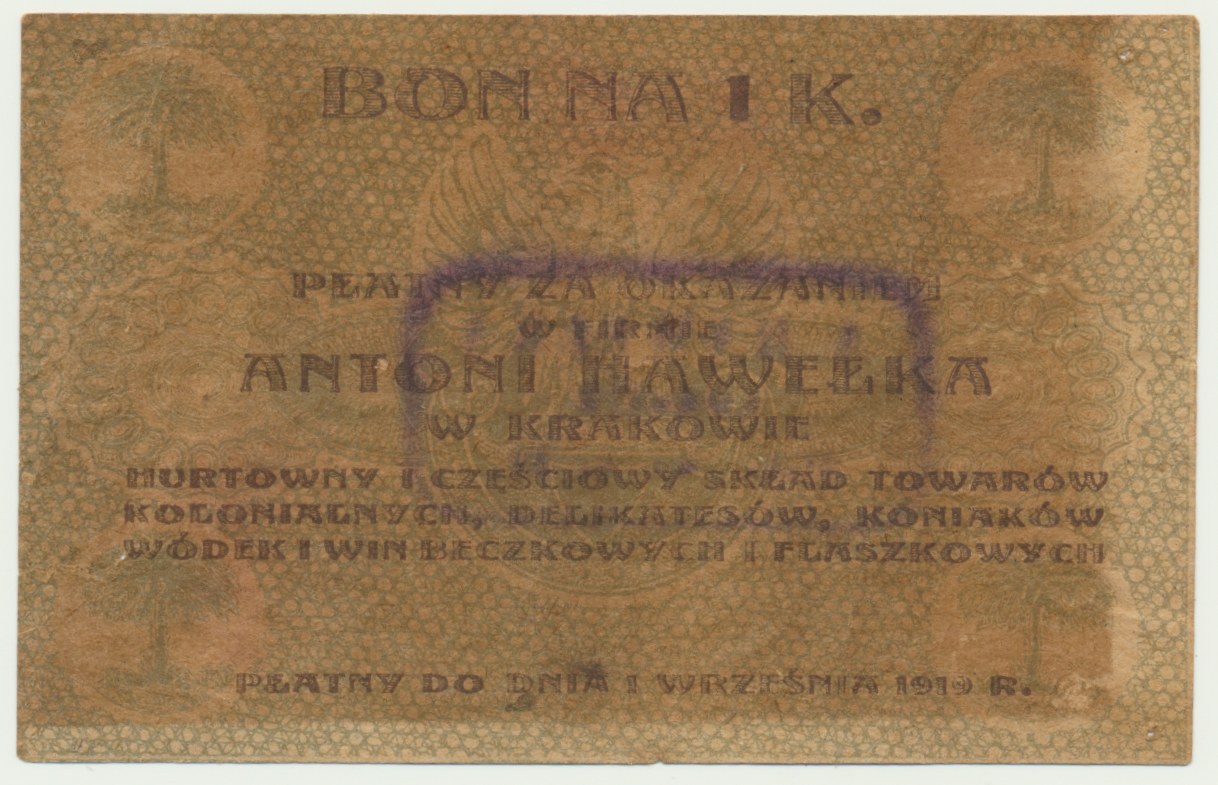 BON NA 1 K.
PŁATNY ZA OKAZANIEM
W FIRMIE
ANTONI HAWEŁKA
W KRAKOWIE
HURTOWNY I CZĘŚCIOWY SKŁAD TOWARÓW
KOLONIALNYCH, DELIKATESÓW, KONIAKÓW
WÓDEK I WIN BECZKOWYCH I FLASZKOWYCH
PŁATNY DO DNIA 1 WRZEŚNIA 1919 R.